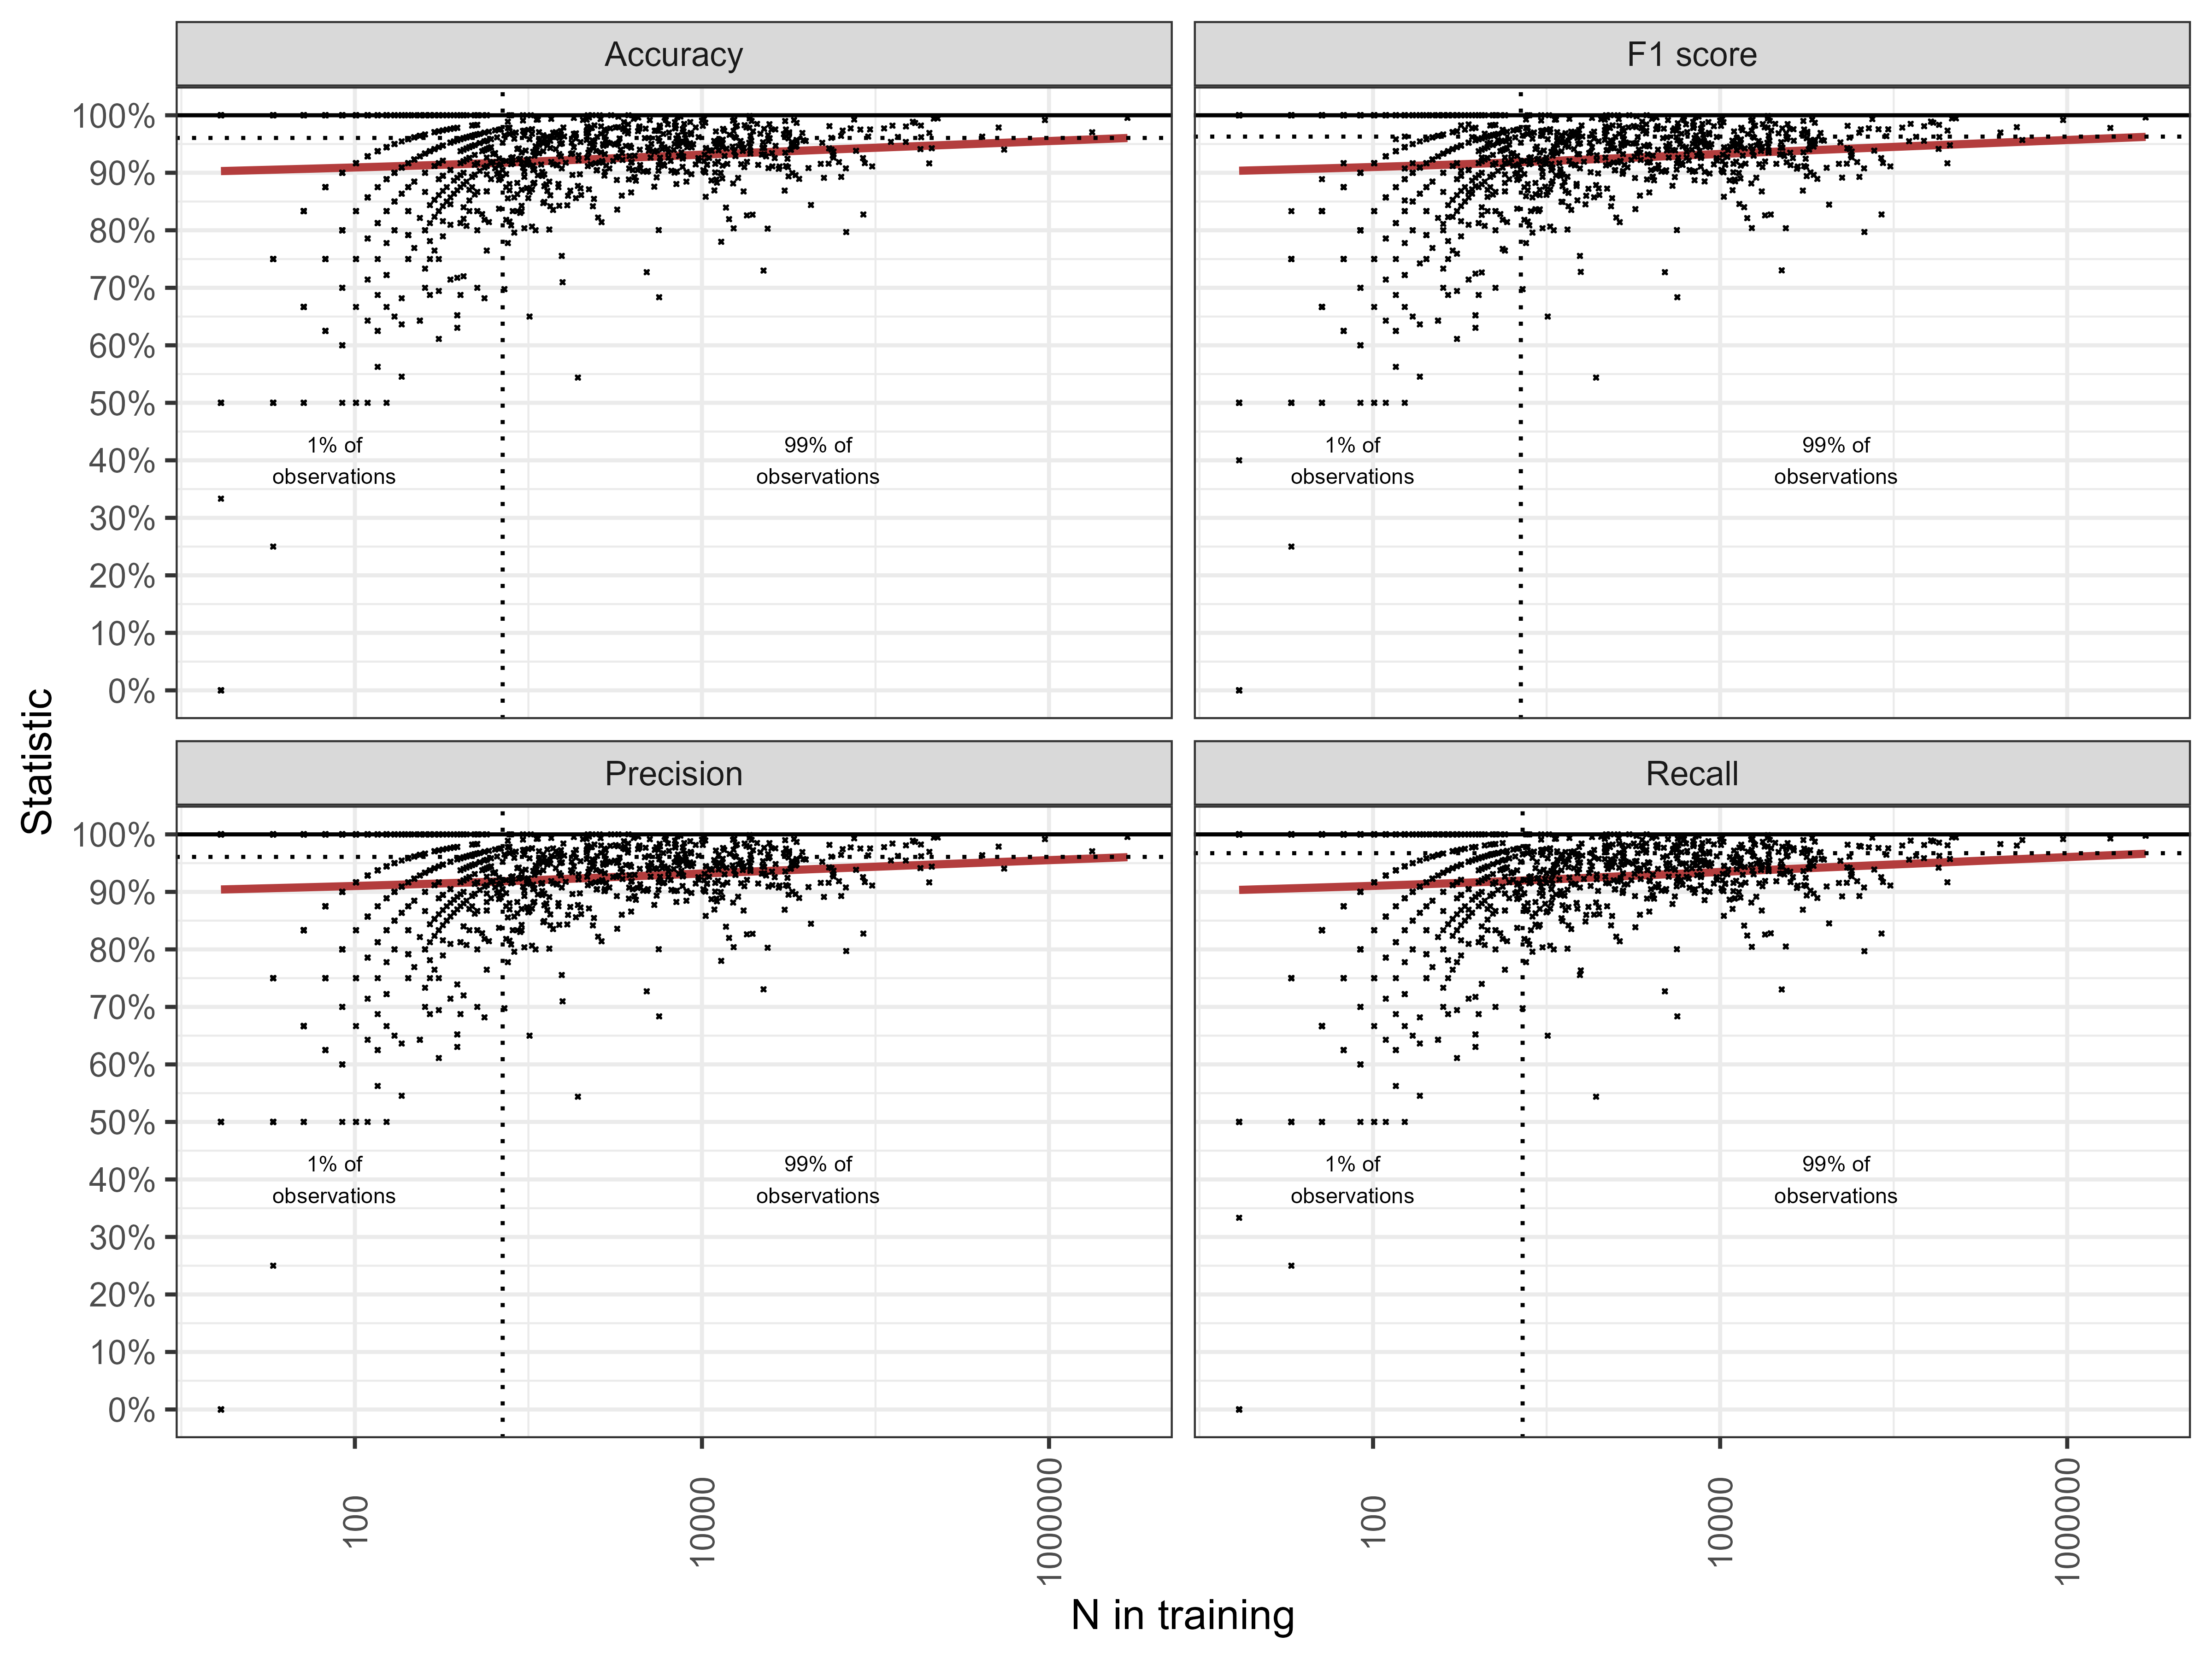 Accuracy
F1 score
100%
90%
80%
70%
60%
50%
40%
30%
20%
10%
0%
1% of
observations
99% of
observations
1% of
observations
99% of
observations
Statistic
Precision
Recall
100%
90%
80%
70%
60%
50%
40%
30%
20%
10%
0%
1% of
observations
99% of
observations
1% of
observations
99% of
observations
100
10000
1000000
100
10000
1000000
N in training